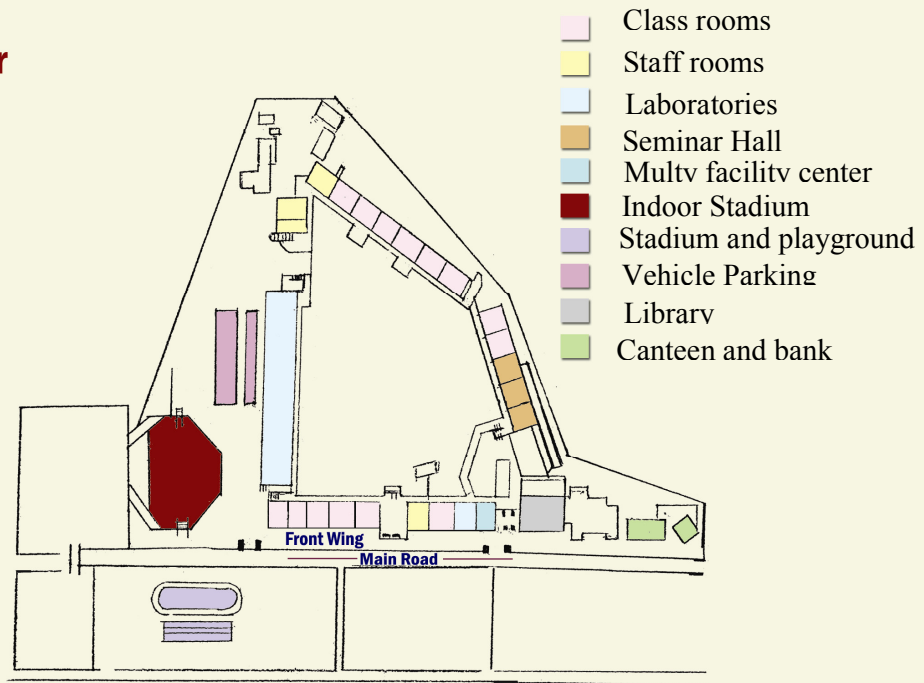 r
Class rooms
Staff rooms
Laboratories
Seminar Hall
Multy facility center
Indoor Stadium
Stadium and playground
Vehicle Parking
Library
Canteen and bank
Front Wing
Main Road